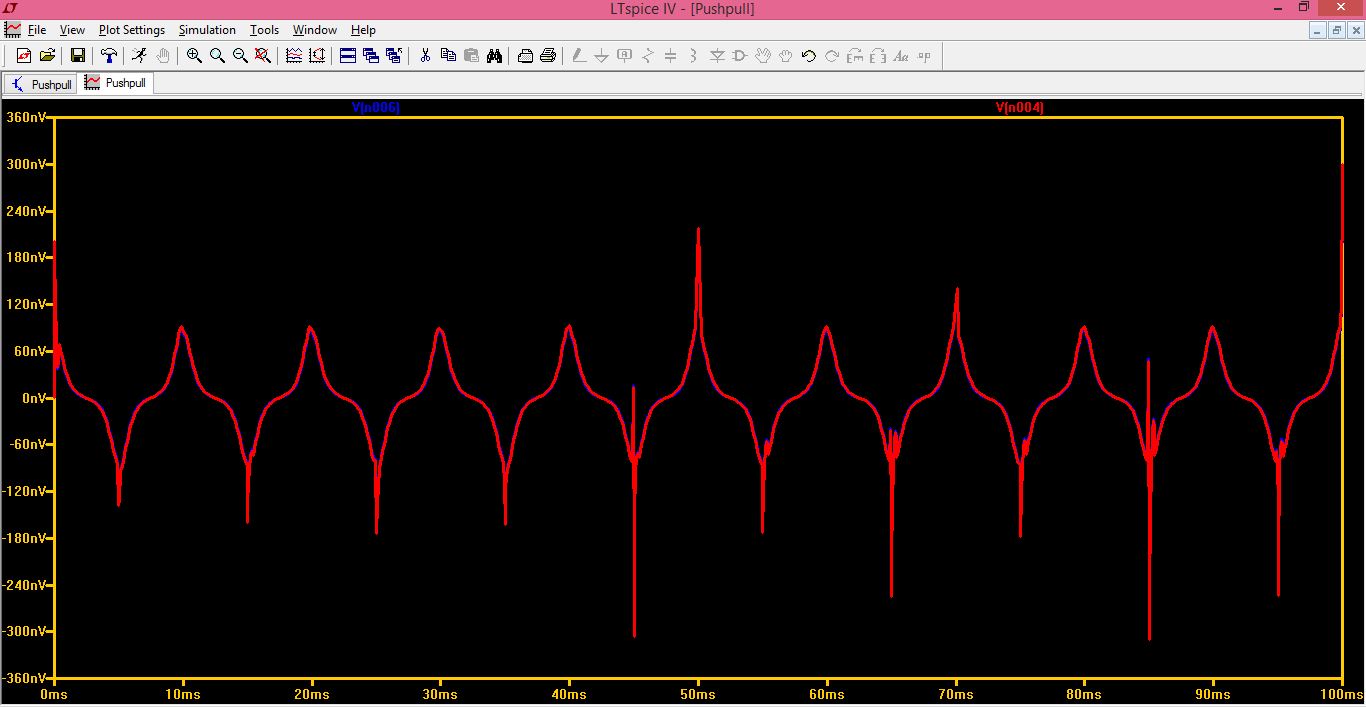 LTspice IV - [Pushpull]
File View Plot Settings Simulation Tools Window Help
Pushpull Pushpull
V(n006) V(n004)
360nV
300nV
240nV
180nV
120nV
60nV
0nV
-60nV
-120nV
-180nV
-240nV
-300nV
-360nV
0ms 10ms 20ms 30ms 40ms 50ms 60ms 70ms 80ms 90ms 100ms